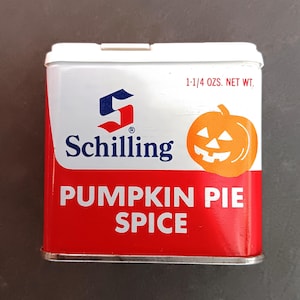 1-1/4 OZS. NET WT.
S
®
Schilling
PUMPKIN PIE
SPICE